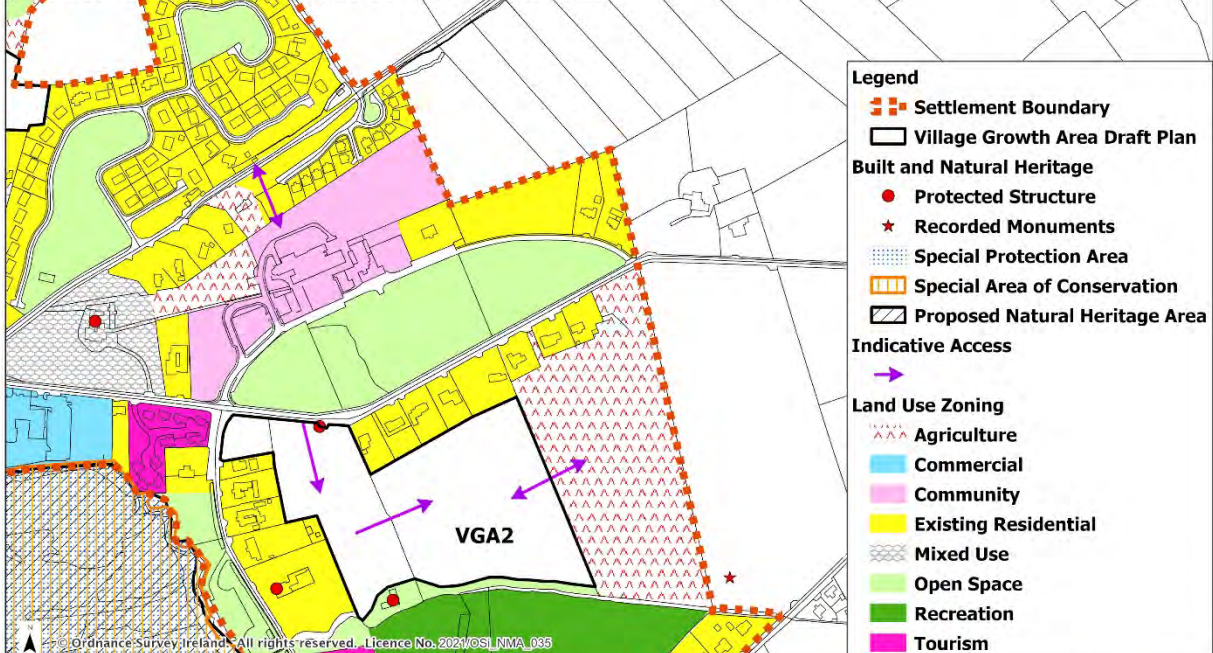 Legend
Settlement Boundary
Village Growth Area Draft Plan
Built and Natural Heritage
Protected Structure
Recorded Monuments
Special Protection Area
Special Area of Conservation
Proposed Natural Heritage Area
Indicative Access
Land Use Zoning
Agriculture
Commercial
Community
Existing Residential
Mixed Use
Open Space
Recreation
Tourism
VGA2
N
© Ordnance Survey Ireland. All rights reserved. Licence No. 2021/OSi_NMA_035